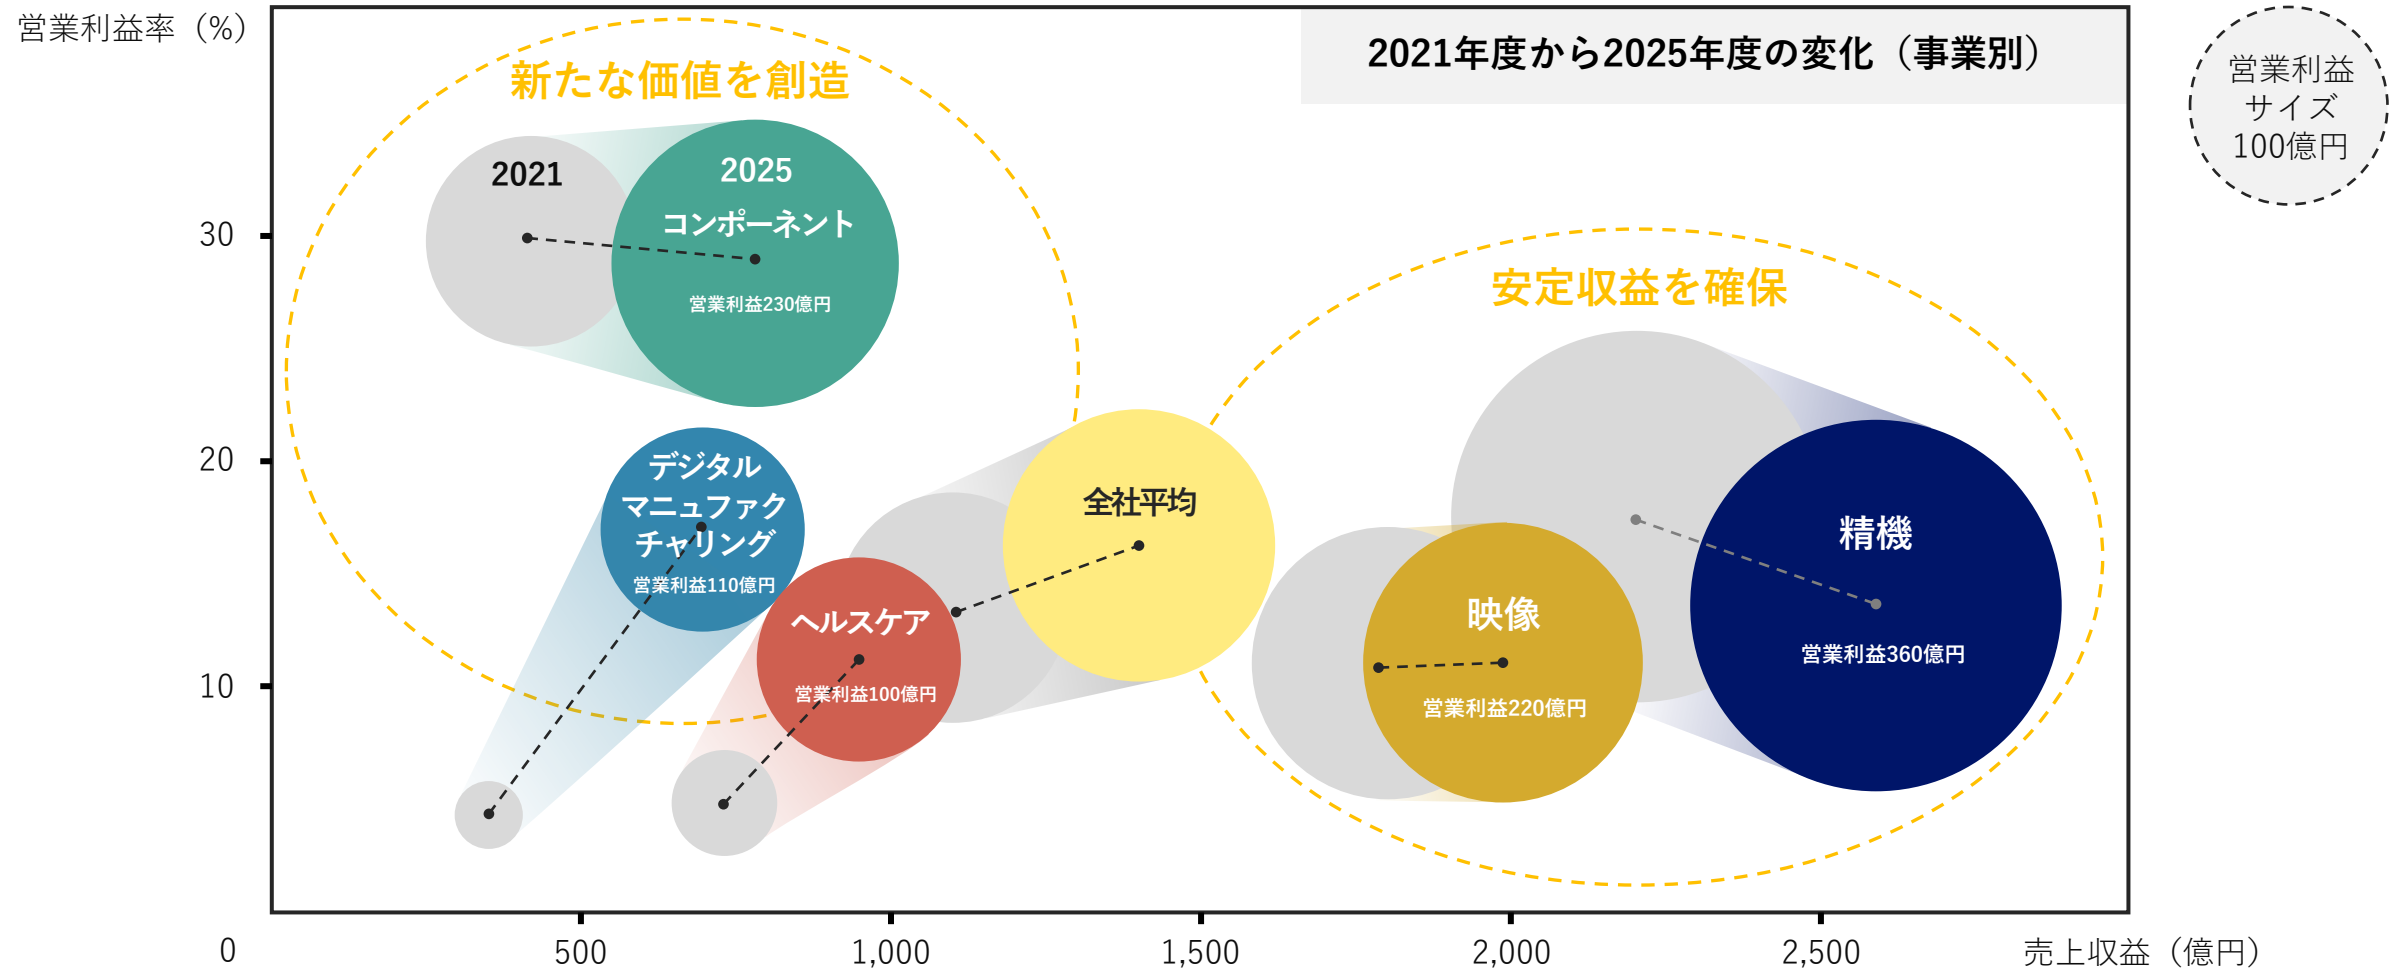 営業利益率（%）
2021年度から2025年度の変化（事業別）
営業利益
サイズ
100億円
新たな価値を創造
2021
2025
コンポーネント
営業利益230億円
30
安定収益を確保
20
デジタル
マニュファク
チャリング
営業利益110億円
全社平均
精機
営業利益360億円
ヘルスケア
営業利益100億円
映像
営業利益220億円
10
0
500
1,000
1,500
2,000
2,500
売上収益（億円）